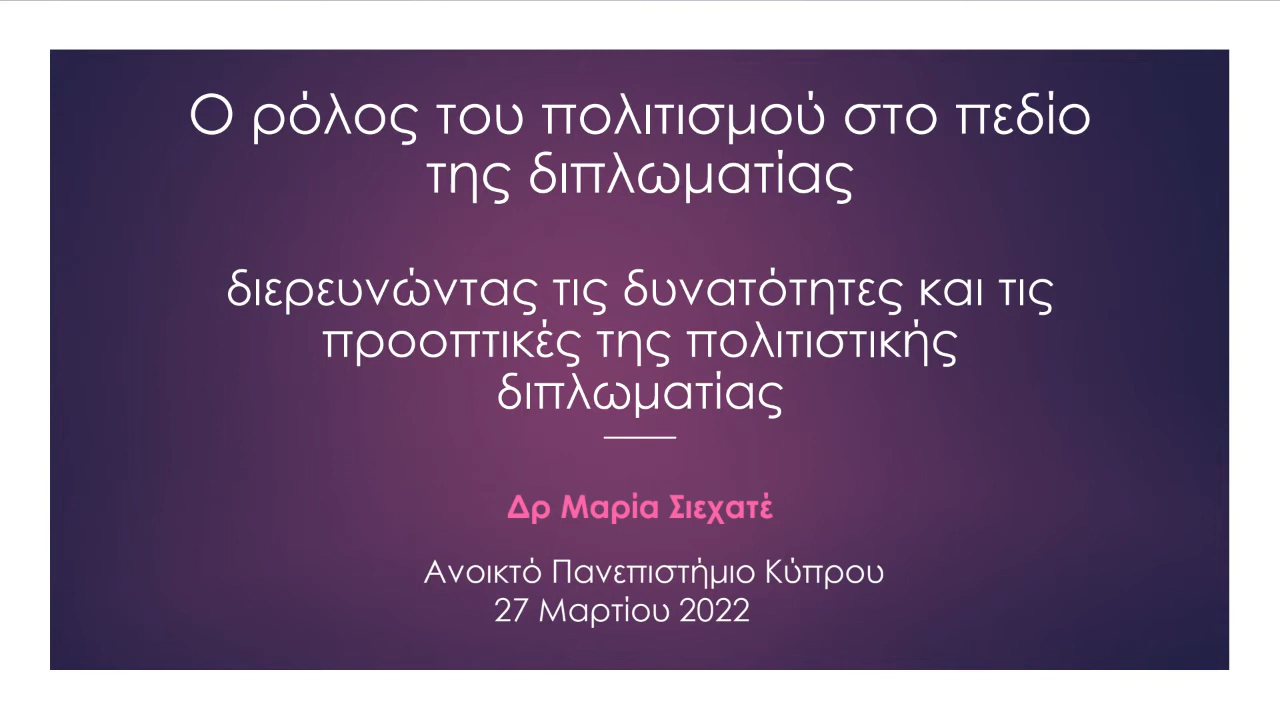 Ο ρόλος του πολιτισμού στο πεδίο
της διπλωματίας
διερευνώντας τις δυνατότητες και τις
προοπτικές της πολιτιστικής
διπλωματίας
Δρ Μαρία Σιεχατέ
Ανοικτό Πανεπιστήμιο Κύπρου
27 Μαρτίου 2022